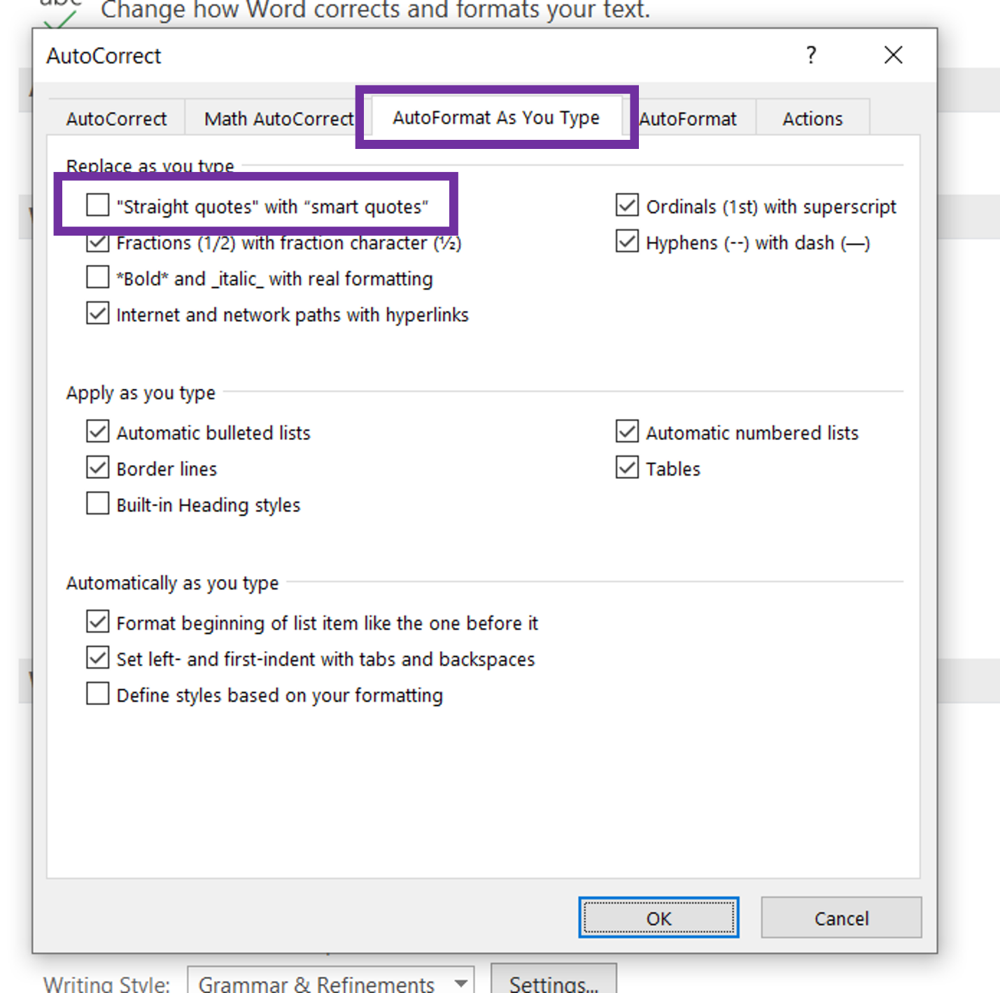 Change how Word corrects and formats your text.
AutoCorrect ?
AutoCorrect Math AutoCorrect AutoFormat As You Type AutoFormat Actions
Replace as you type
"Straight quotes" with “smart quotes” Ordinals (1st) with superscript
Fractions (1/2) with fraction character (½) Hyphens (--) with dash (—)
*Bold* and _italic_ with real formatting
Internet and network paths with hyperlinks
Apply as you type
Automatic bulleted lists Automatic numbered lists
Border lines Tables
Built-in Heading styles
Automatically as you type
Format beginning of list item like the one before it
Set left- and first-indent with tabs and backspaces
Define styles based on your formatting
OK Cancel
Writing Style: Grammar & Refinements Settings...